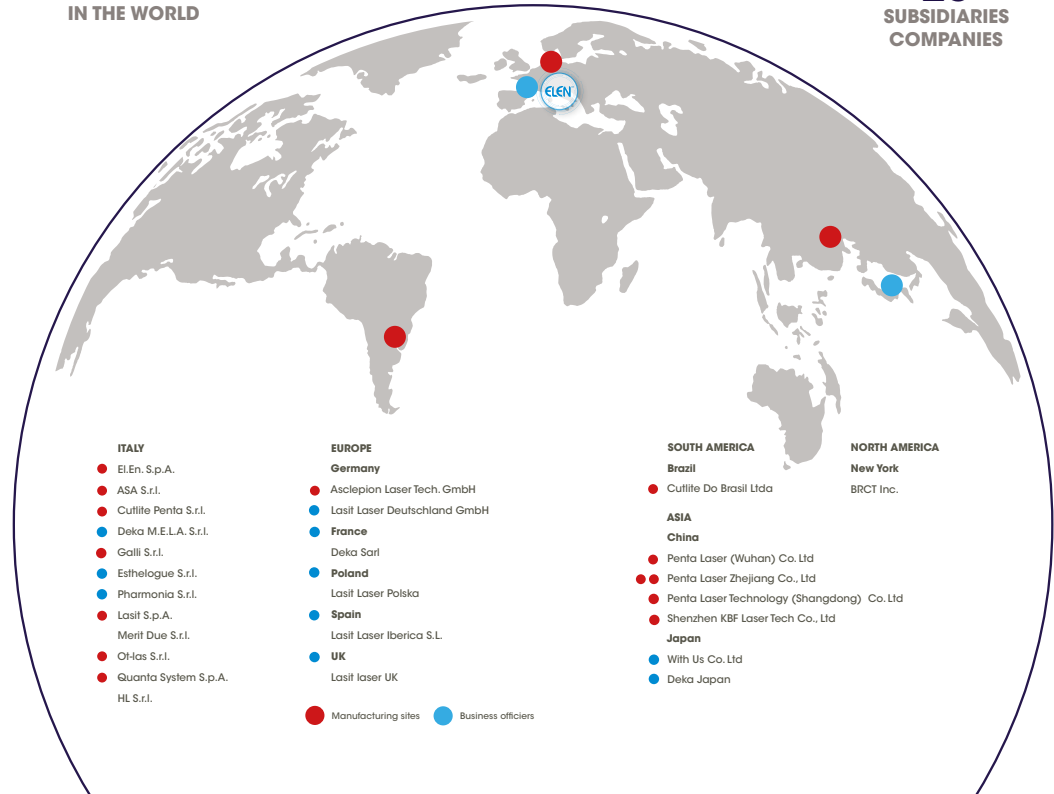 IN THE WORLD
SUBSIDIARIES
COMPANIES
ELEN
ITALY
El.En. S.p.A.
ASA S.r.l.
Cutlite Penta S.r.l.
Deka M.E.L.A. S.r.l.
Galli S.r.l.
Esthelogue S.r.l.
Pharmonia S.r.l.
Lasit S.p.A.
Merit Due S.r.l.
Ot-las S.r.l.
Quanta System S.p.A.
HL S.r.l.
EUROPE
Germany
Asclepion Laser Tech. GmbH
Lasit Laser Deutschland GmbH
France
Deka Sarl
Poland
Lasit Laser Polska
Spain
Lasit Laser Iberica S.L.
UK
Lasit laser UK
Manufacturing sites
Business officiers
SOUTH AMERICA
Brazil
Cutlite Do Brasil Ltda
ASIA
China
Penta Laser (Wuhan) Co. Ltd
Penta Laser Zhejiang Co., Ltd
Penta Laser Technology (Shangdong) Co. Ltd
Shenzhen KBF Laser Tech Co., Ltd
Japan
With Us Co. Ltd
Deka Japan
NORTH AMERICA
New York
BRCT Inc.